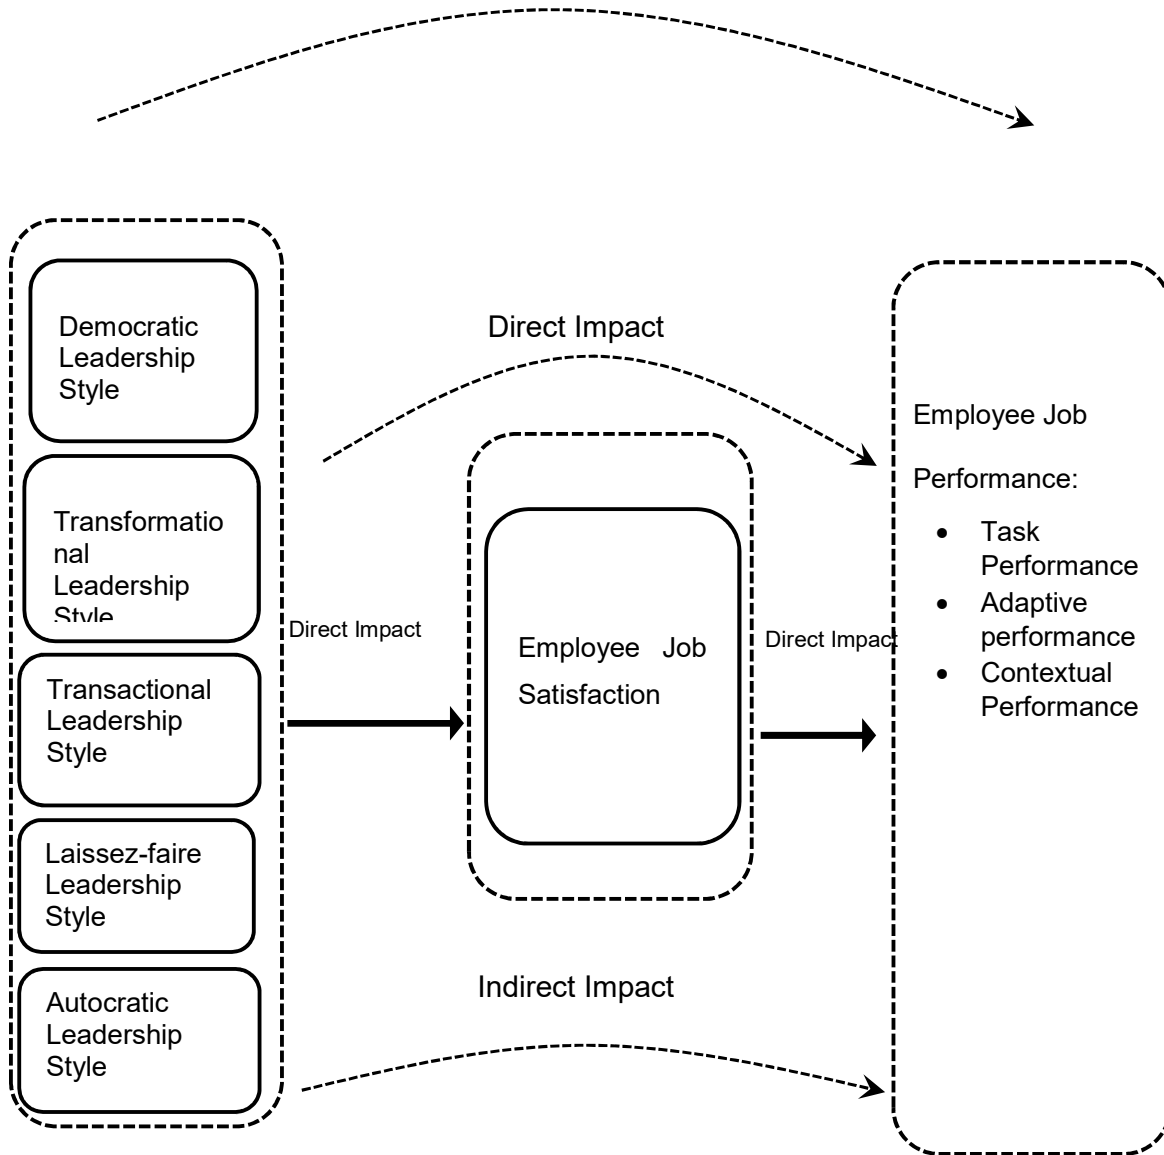 Democratic
Leadership
Style
Transformatio
nal
Leadership
Style
Transactional
Leadership
Style
Laissez-faire
Leadership
Style
Autocratic
Leadership
Style
Direct Impact
Direct Impact
Employee Job
Satisfaction
Direct Impact
Indirect Impact
Employee Job
Performance:
• Task
Performance
• Adaptive
performance
• Contextual
Performance